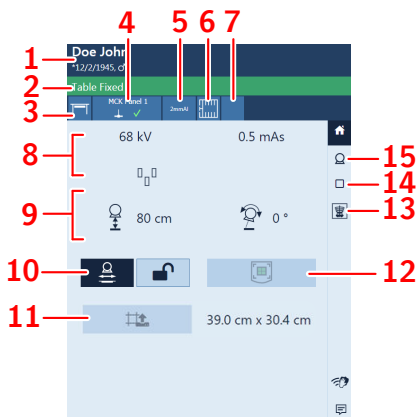 Doe John
*12/2/1945, ♂
Table Fixed
MCK Panel 1
2mmAl
68 kV 0.5 mAs
80 cm 0 °
39.0 cm x 30.4 cm
1
2
3
4
5
6
7
8
9
10
11
12
13
14
15